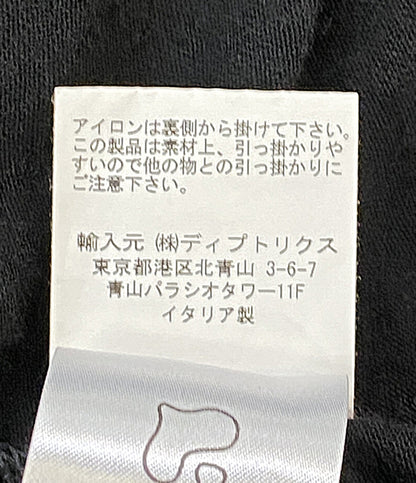 アイロンは裏側から掛けて下さい。
この製品は素材上、引っ掛かりや
すいので他の物との引っ掛かりに
ご注意下さい。
輸入元 ㈱ディプトリクス
東京都港区北青山 3-6-7
青山パラシオタワー11F
イタリア製